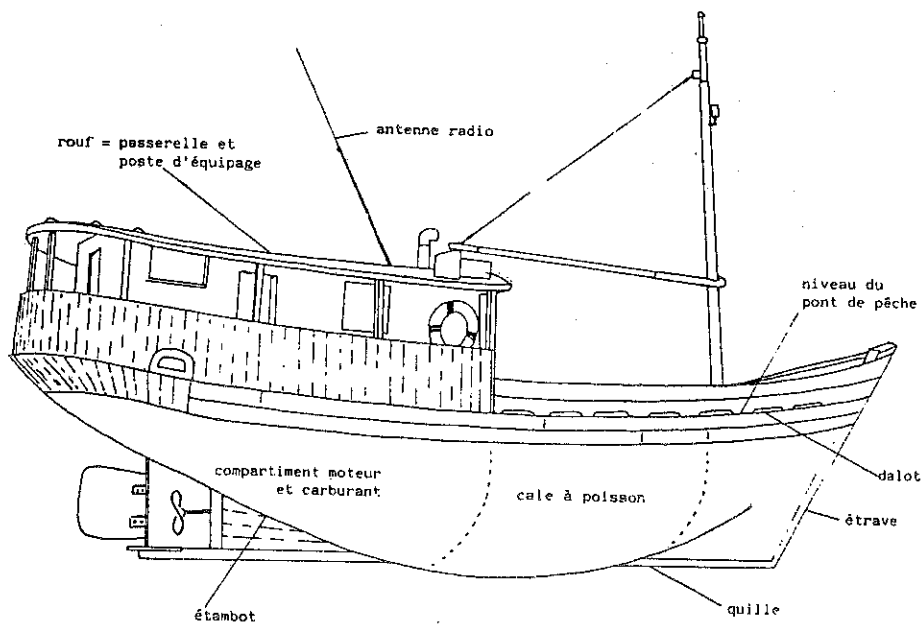 antenne radio
rouf = passerelle et
poste d'équipage
niveau du
pont de pêche
compartiment moteur
et carburant
cale à poisson
dalot
étrave
étambot
quille